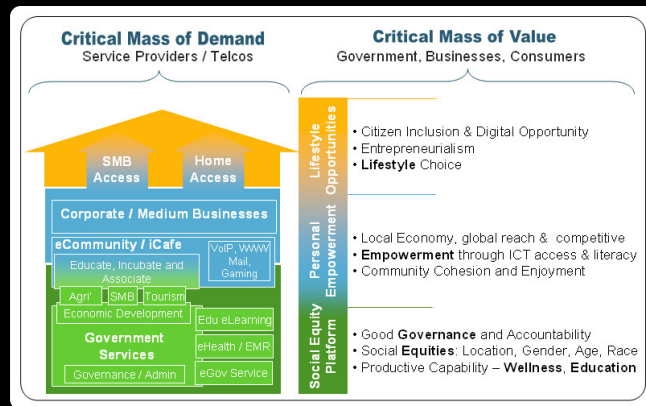 Critical Mass of Demand
Service Providers / Telcos
Critical Mass of Value
Government, Businesses, Consumers
SMB
Access
Home
Access
Corporate / Medium Businesses
eCommunity / iCafe
VoIP, WWW
Mail,
Gaming
Educate, Incubate and
Associate
Agri'
SMB
Tourism
Economic Development
Edu eLearning
Government
Services
eHealth / EMR
Governance / Admin
eGov Service
Lifestyle
Opportunities
• Citizen Inclusion & Digital Opportunity
• Entrepreneurialism
• Lifestyle Choice
Personal
Empowerment
• Local Economy, global reach & competitive
• Empowerment through ICT access & literacy
• Community Cohesion and Enjoyment
Social Equity
Platform
• Good Governance and Accountability
• Social Equities: Location, Gender, Age, Race
• Productive Capability – Wellness, Education